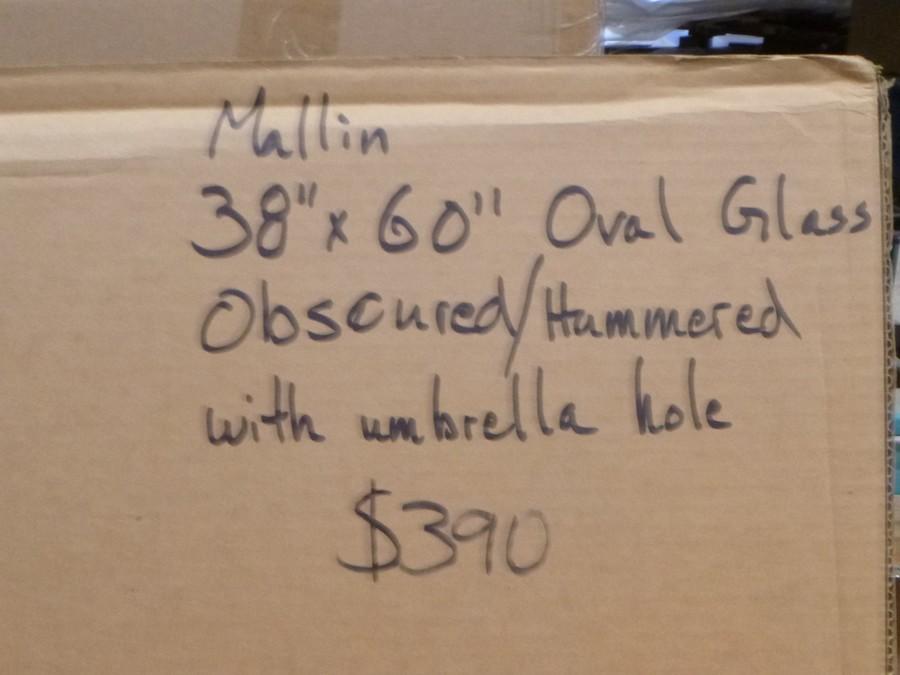 Mallin
38" x 60" Oval Glass
Obscured/Hammered
with umbrella hole
$390